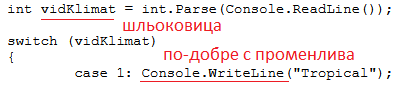 int vidKlimat = int.Parse(Console.ReadLine());
шльоковица
switch (vidKlimat)
по-добре с променлива
{
case 1: Console.WriteLine("Tropical");